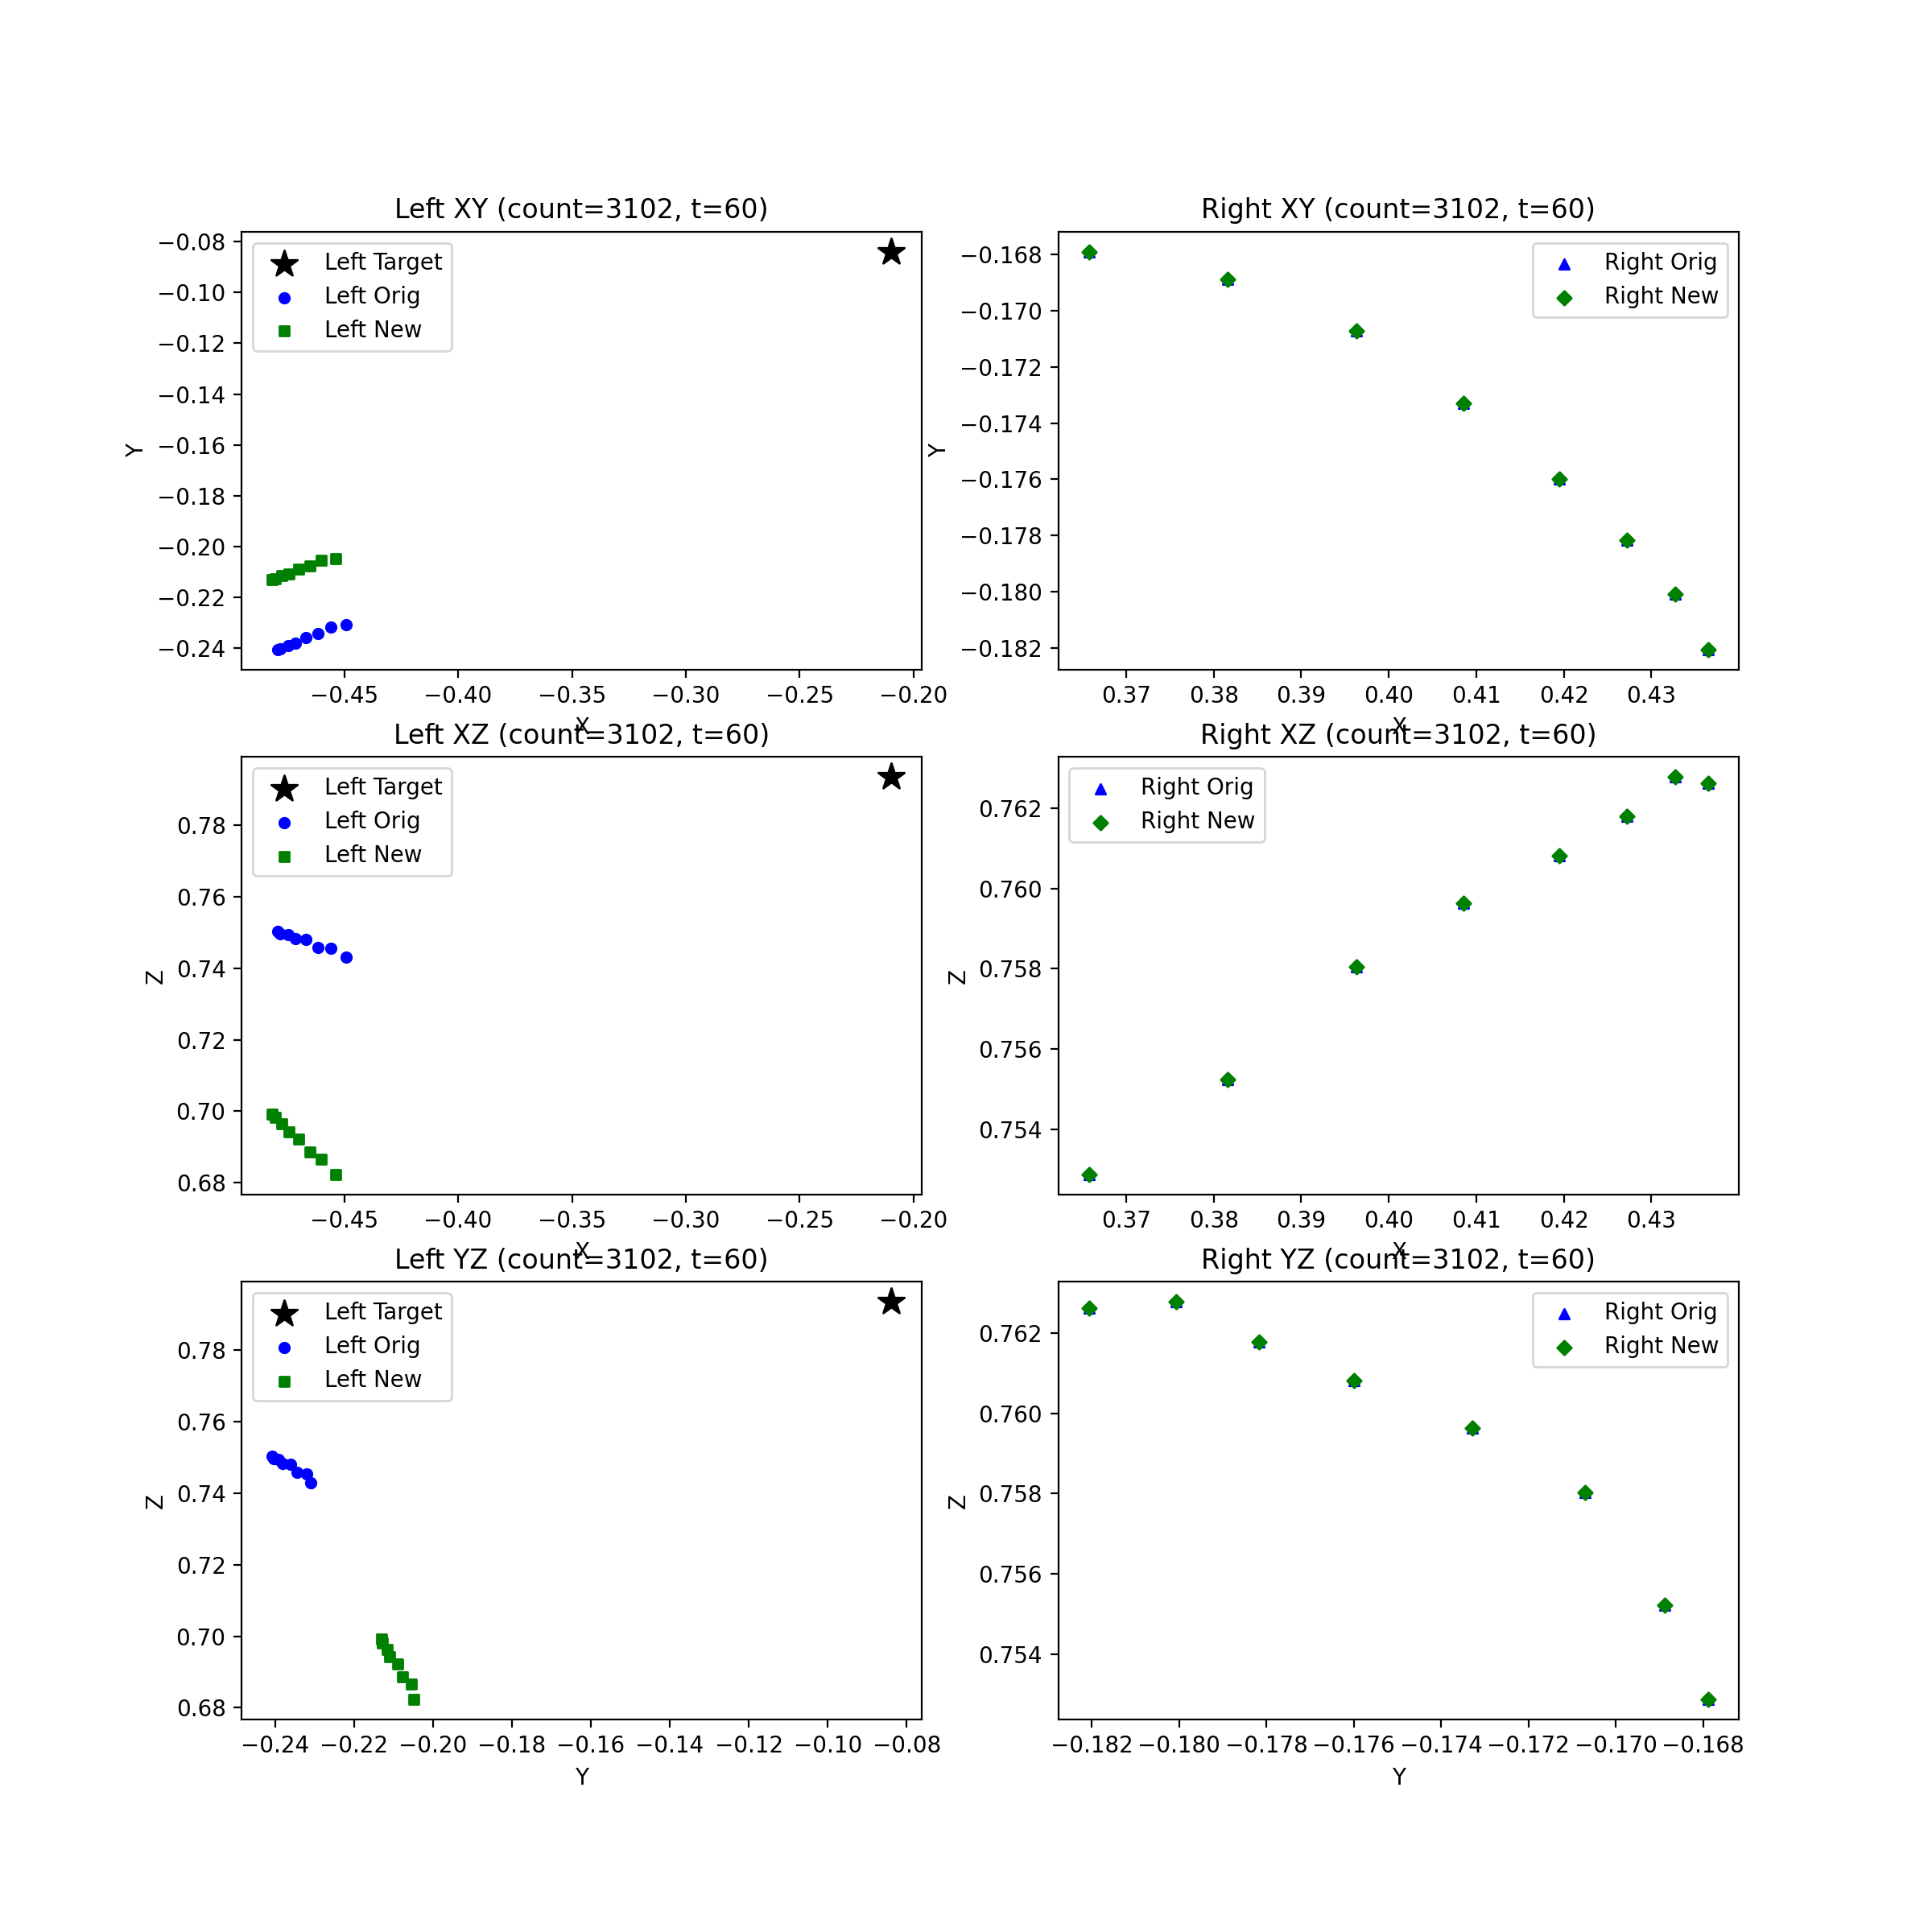 Left XY (count=3102, t=60)
Left Target
Left Orig
Left New
Y
−0.08
−0.10
−0.12
−0.14
−0.16
−0.18
−0.20
−0.22
−0.24
−0.45
−0.40
−0.35
−0.30
−0.25
−0.20
X
Right XY (count=3102, t=60)
Right Orig
Right New
Y
−0.168
−0.170
−0.172
−0.174
−0.176
−0.178
−0.180
−0.182
0.37
0.38
0.39
0.40
0.41
0.42
0.43
X
Left XZ (count=3102, t=60)
Left Target
Left Orig
Left New
Z
0.78
0.76
0.74
0.72
0.70
0.68
−0.45
−0.40
−0.35
−0.30
−0.25
−0.20
X
Right XZ (count=3102, t=60)
Right Orig
Right New
Z
0.762
0.760
0.758
0.756
0.754
0.37
0.38
0.39
0.40
0.41
0.42
0.43
X
Left YZ (count=3102, t=60)
Left Target
Left Orig
Left New
Z
0.78
0.76
0.74
0.72
0.70
0.68
−0.24
−0.22
−0.20
−0.18
−0.16
−0.14
−0.12
−0.10
−0.08
Y
Right YZ (count=3102, t=60)
Right Orig
Right New
Z
0.762
0.760
0.758
0.756
0.754
−0.182
−0.180
−0.178
−0.176
−0.174
−0.172
−0.170
−0.168
Y